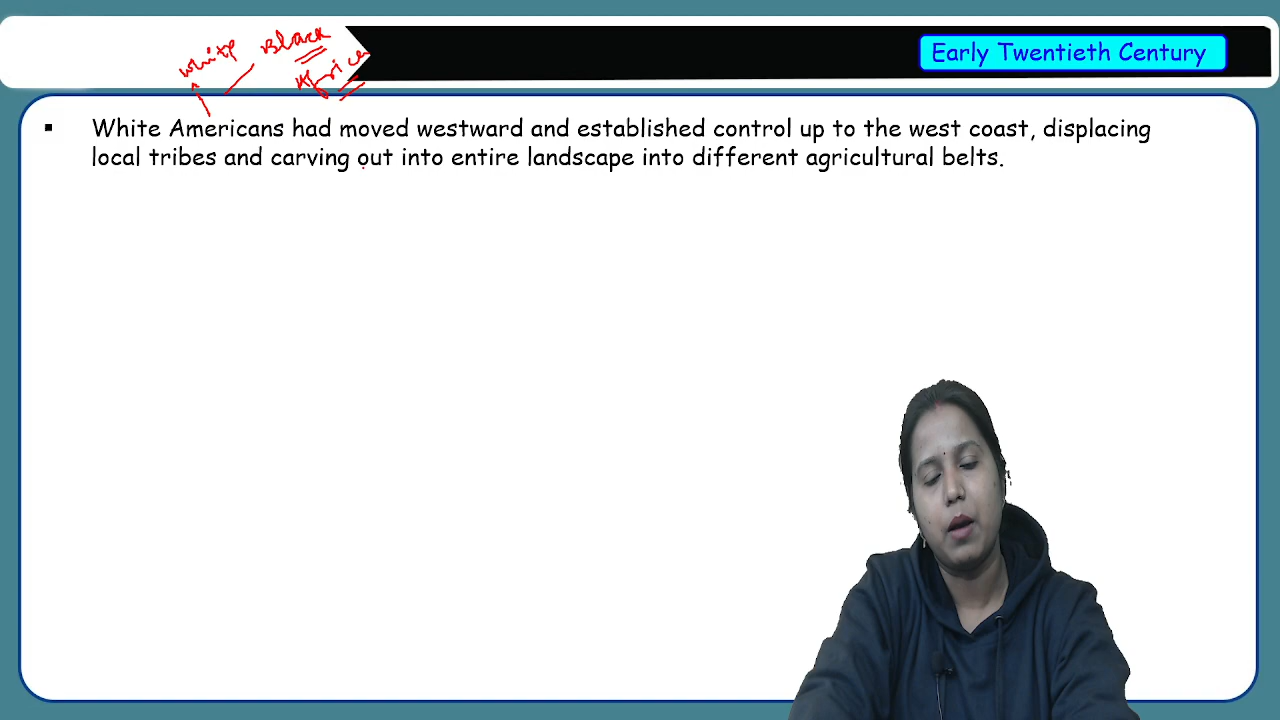 white Black
Africa
Early Twentieth Century
▪ White Americans had moved westward and established control up to the west coast, displacing
local tribes and carving out into entire landscape into different agricultural belts.